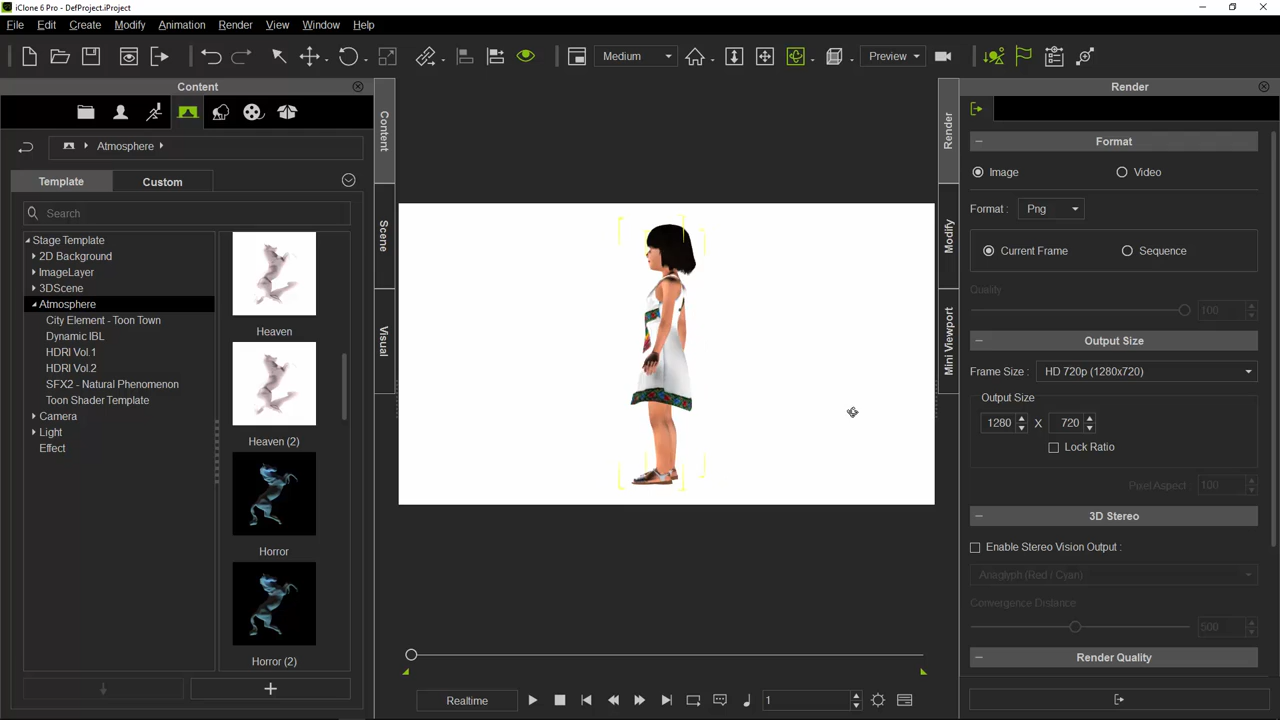 iClone 6 Pro - DefProject.iProject
File Edit Create Modify Animation Render View Window Help
Medium
Preview
Content
Render
Atmosphere
Template
Custom
Search
Stage Template
2D Background
ImageLayer
3DScene
Atmosphere
City Element - Toon Town
Dynamic IBL
HDRI Vol.1
HDRI Vol.2
SFX2 - Natural Phenomenon
Toon Shader Template
Camera
Light
Effect
Heaven
Heaven (2)
Horror
Horror (2)
Content
Scene
Visual
Realtime
1
Render
Modify
Mini Viewport
Format
Image
Video
Format :
Png
Current Frame
Sequence
Quality
100
Output Size
Frame Size :
HD 720p (1280x720)
Output Size
1280 X 720
Lock Ratio
Pixel Aspect
100
3D Stereo
Enable Stereo Vision Output :
Anaglyph (Red / Cyan)
Convergence Distance
500
Render Quality